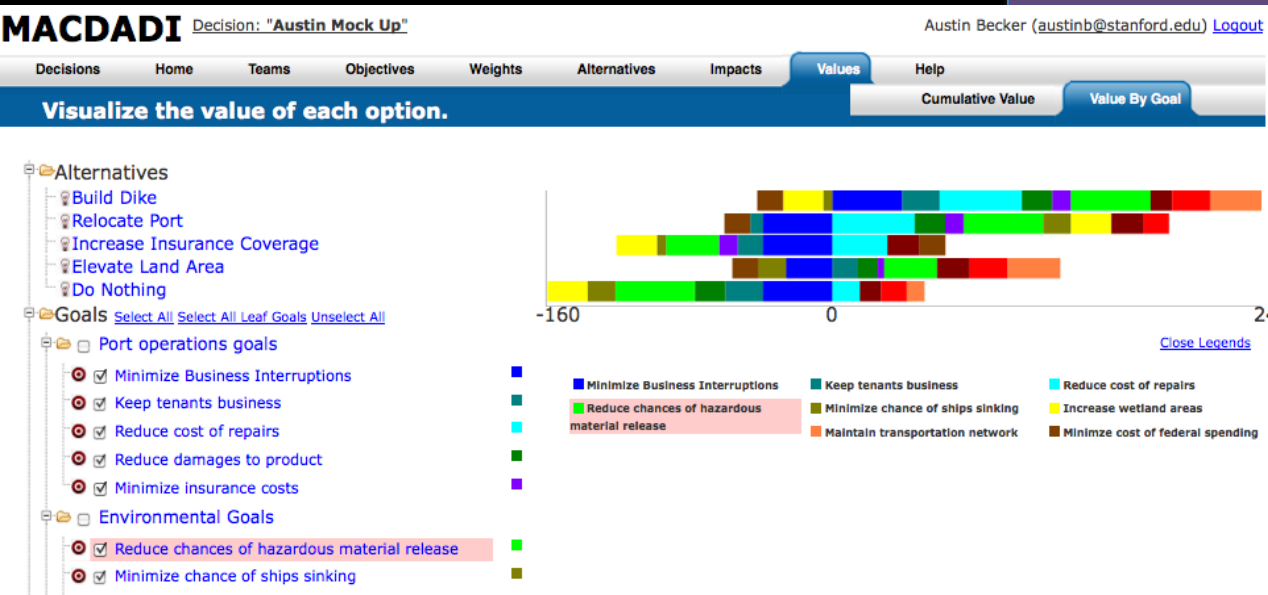 MACDADI Decision: "Austin Mock Up" Austin Becker (austinb@stanford.edu) Logout
Decisions Home Teams Objectives Weights Alternatives Impacts Values Help
Visualize the value of each option. Cumulative Value Value By Goal
Alternatives
Build Dike
Relocate Port
Increase Insurance Coverage
Elevate Land Area
Do Nothing
-160 0
Goals Select All Select All Leaf Goals Unselect All
Port operations goals
Close Legends
Minimize Business Interruptions
Keep tenants business
Reduce cost of repairs
Reduce damages to product
Minimize insurance costs
Minimize Business Interruptions Keep tenants business Reduce cost of repairs
Reduce chances of hazardous material release Minimize chance of ships sinking Increase wetland areas
Maintain transportation network Minimze cost of federal spending
Environmental Goals
Reduce chances of hazardous material release
Minimize chance of ships sinking